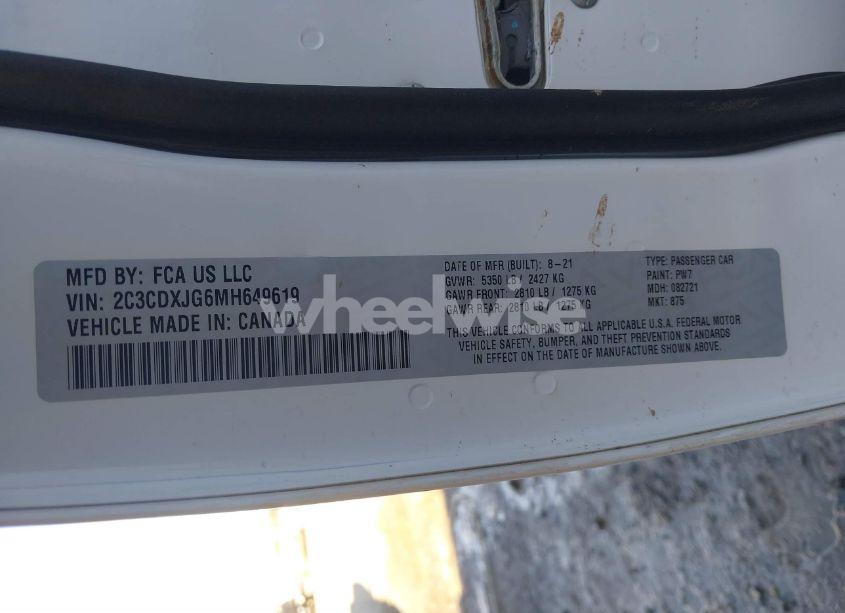 MFD BY: FCA US LLC
VIN: 2C3CDXJG6MH649619
VEHICLE MADE IN: CANADA
DATE OF MFR (BUILT): 8-21
GVWR: 5350 LB / 2427 KG
GAWR FRONT: 2810 LB / 1275 KG
GAWR REAR: 2810 LB / 1275 KG
TYPE: PASSENGER CAR
PAINT: PW7
MDH: 082721
MKT: 875
THIS VEHICLE CONFORMS TO ALL APPLICABLE U.S.A. FEDERAL MOTOR
VEHICLE SAFETY, BUMPER, AND THEFT PREVENTION STANDARDS
IN EFFECT ON THE DATE OF MANUFACTURE SHOWN ABOVE.
wheelwise